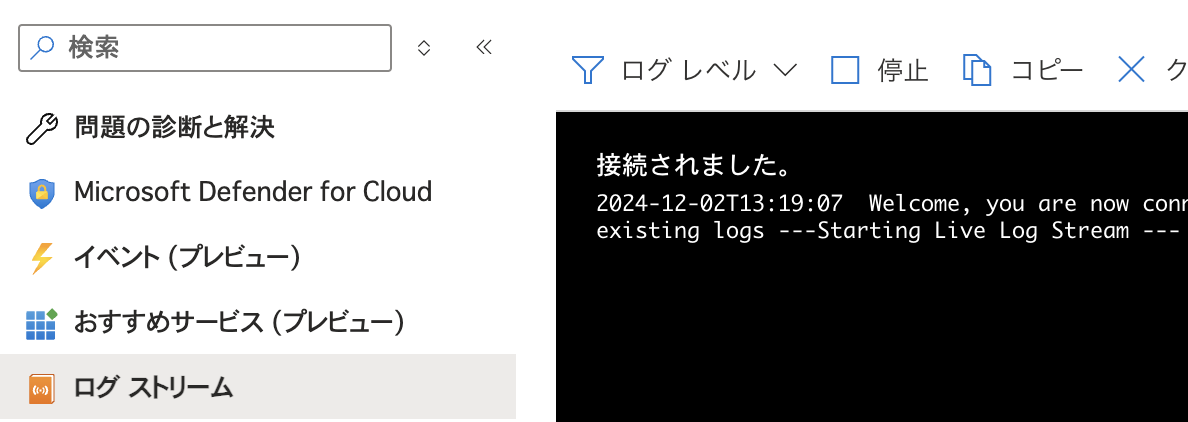 検索
問題の診断と解決
Microsoft Defender for Cloud
イベント (プレビュー)
おすすめサービス (プレビュー)
ログ ストリーム
ログ レベル 停止 コピー ク
接続されました。
2024-12-02T13:19:07  Welcome, you are now conn
existing logs ---Starting Live Log Stream ---